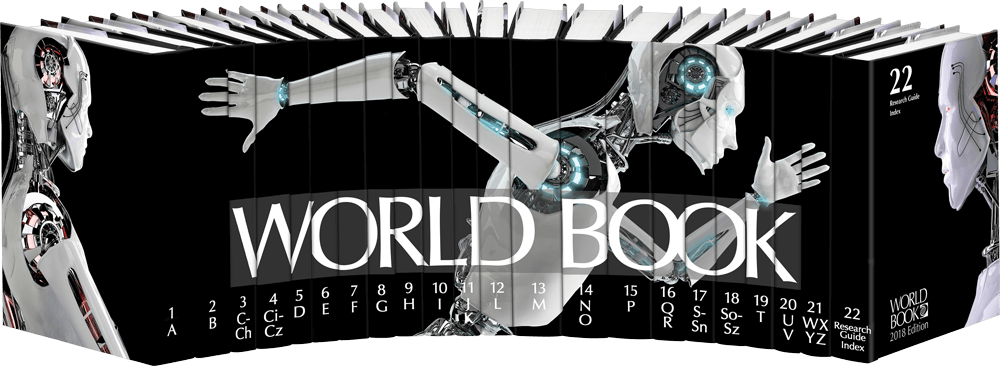 WORLD BOOK
1
A
2
B
3
C-
Ch
4
Ci-
Cz
5
D
6
E
7
F
8
G
9
H
10
I
11
J
K
12
L
13
M
14
N
O
15
P
16
Q
R
17
S-
Sn
18
So-
Sz
19
T
20
U
V
21
WX
YZ
22
Research
Guide
Index
22
Research Guide
Index
WORLD
BOOK
2018 Edition